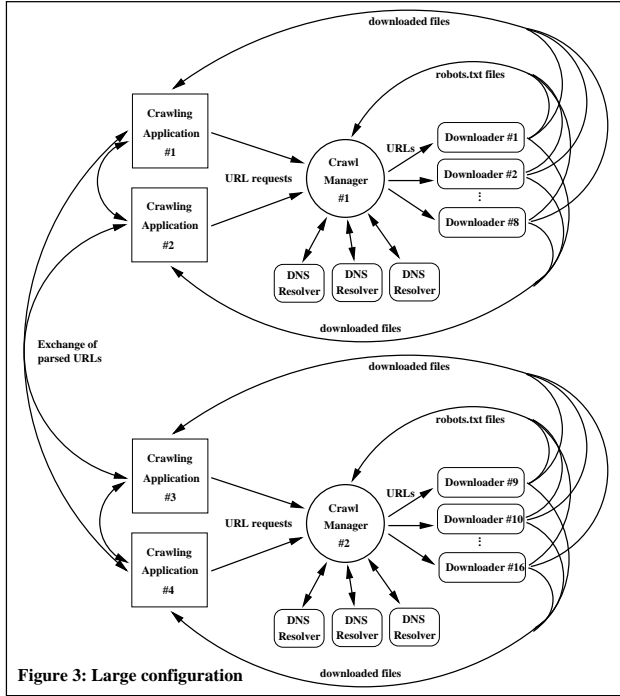 downloaded files
robots.txt files
Crawling
Application
#1
Crawl
Manager
#1
URLs
Downloader #1
Downloader #2
⋮
Downloader #8
URL requests
Crawling
Application
#2
DNS
Resolver
DNS
Resolver
DNS
Resolver
downloaded files
Exchange of
parsed URLs
downloaded files
robots.txt files
Crawling
Application
#3
Crawl
Manager
#2
URLs
Downloader #9
Downloader #10
⋮
Downloader #16
URL requests
Crawling
Application
#4
DNS
Resolver
DNS
Resolver
DNS
Resolver
downloaded files
Figure 3: Large configuration